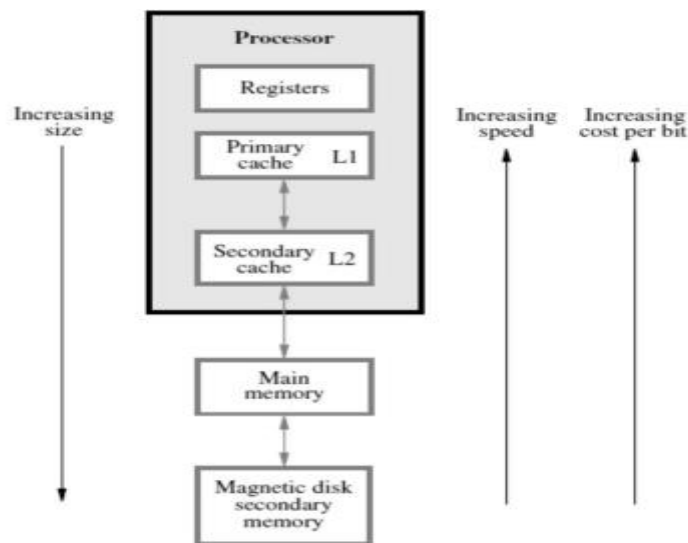 Processor
Registers
Increasing
size
Increasing
speed
Increasing
cost per bit
Primary
cache L1
Secondary
cache L2
Main
memory
Magnetic disk
secondary
memory